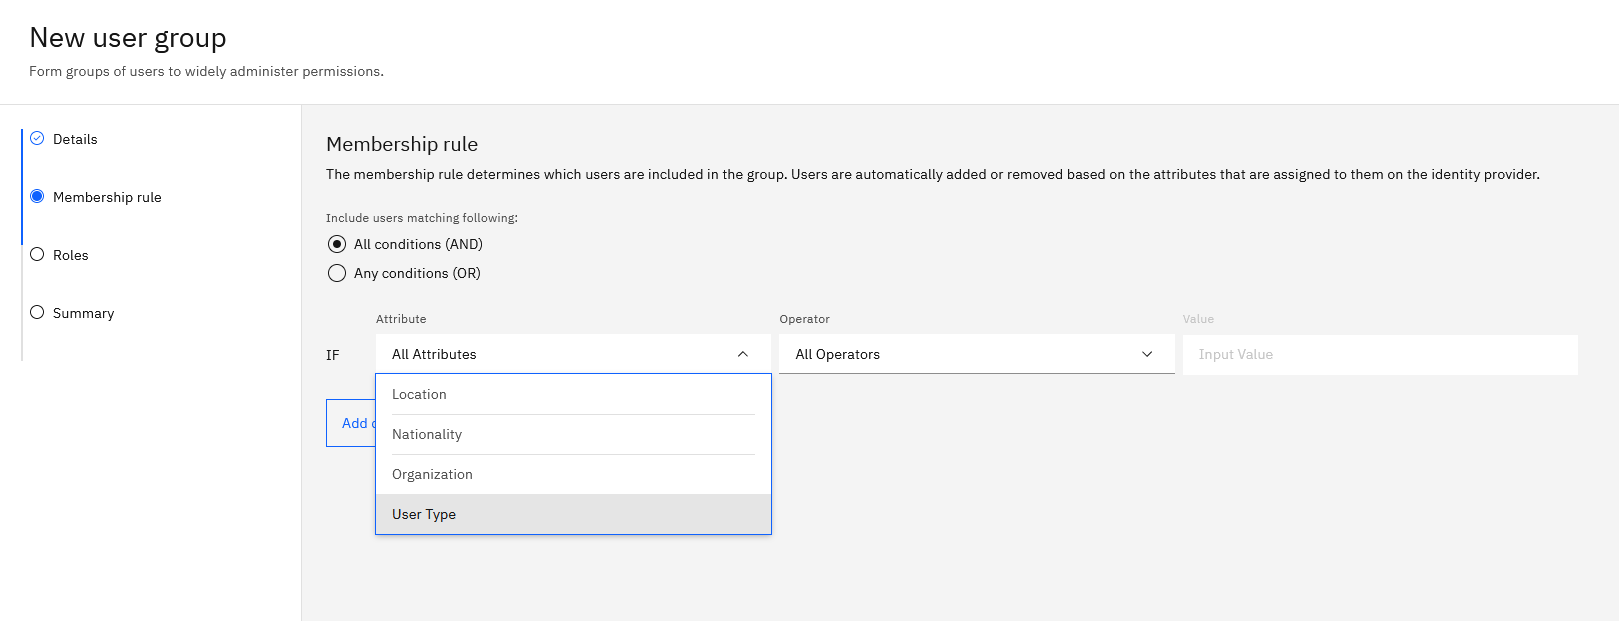 New user group
Form groups of users to widely administer permissions.
Details
Membership rule
Roles
Summary
Membership rule
The membership rule determines which users are included in the group. Users are automatically added or removed based on the attributes that are assigned to them on the identity provider.
Include users matching following:
All conditions (AND)
Any conditions (OR)
Attribute Operator Value
IF All Attributes All Operators Input Value
Location
Add
Nationality
Organization
User Type